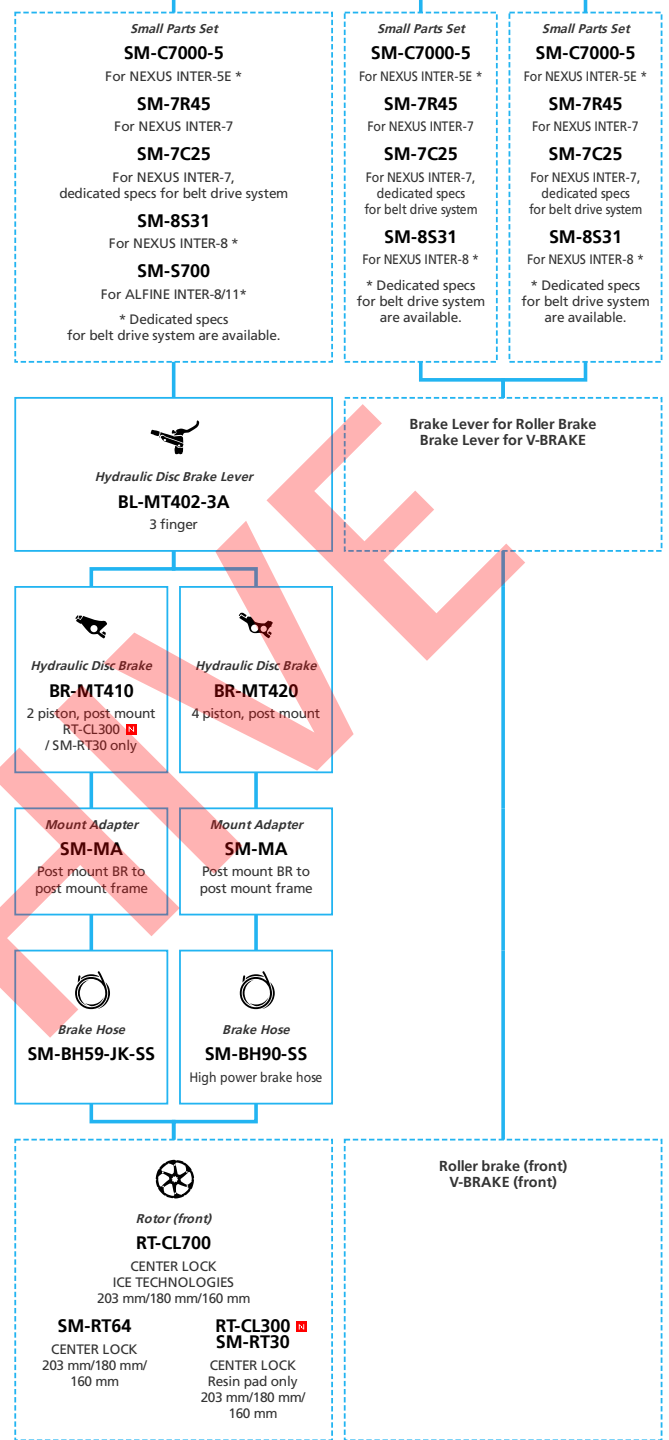 Small Parts Set
SM-C7000-5
For NEXUS INTER-5E *
SM-7R45
For NEXUS INTER-7
SM-7C25
For NEXUS INTER-7,
dedicated specs for belt drive system
SM-8S31
For NEXUS INTER-8 *
SM-S700
For ALFINE INTER-8/11*
* Dedicated specs
for belt drive system are available.
Small Parts Set
SM-C7000-5
For NEXUS INTER-5E *
SM-7R45
For NEXUS INTER-7
SM-7C25
For NEXUS INTER-7,
dedicated specs
for belt drive system
SM-8S31
For NEXUS INTER-8 *
* Dedicated specs
for belt drive system
are available.
Small Parts Set
SM-C7000-5
For NEXUS INTER-5E *
SM-7R45
For NEXUS INTER-7
SM-7C25
For NEXUS INTER-7,
dedicated specs
for belt drive system
SM-8S31
For NEXUS INTER-8 *
* Dedicated specs
for belt drive system
are available.
Hydraulic Disc Brake Lever
BL-MT402-3A
3 finger
Brake Lever for Roller Brake
Brake Lever for V-BRAKE
Hydraulic Disc Brake
BR-MT410
2 piston, post mount
RT-CL300 N
/ SM-RT30 only
Hydraulic Disc Brake
BR-MT420
4 piston, post mount
Mount Adapter
SM-MA
Post mount BR to
post mount frame
Mount Adapter
SM-MA
Post mount BR to
post mount frame
Brake Hose
SM-BH59-JK-SS
Brake Hose
SM-BH90-SS
High power brake hose
Rotor (front)
RT-CL700
CENTER LOCK
ICE TECHNOLOGIES
203 mm/180 mm/160 mm
SM-RT64
CENTER LOCK
203 mm/180 mm/
160 mm
RT-CL300 N
SM-RT30
CENTER LOCK
Resin pad only
203 mm/180 mm/
160 mm
Roller brake (front)
V-BRAKE (front)
HIVE